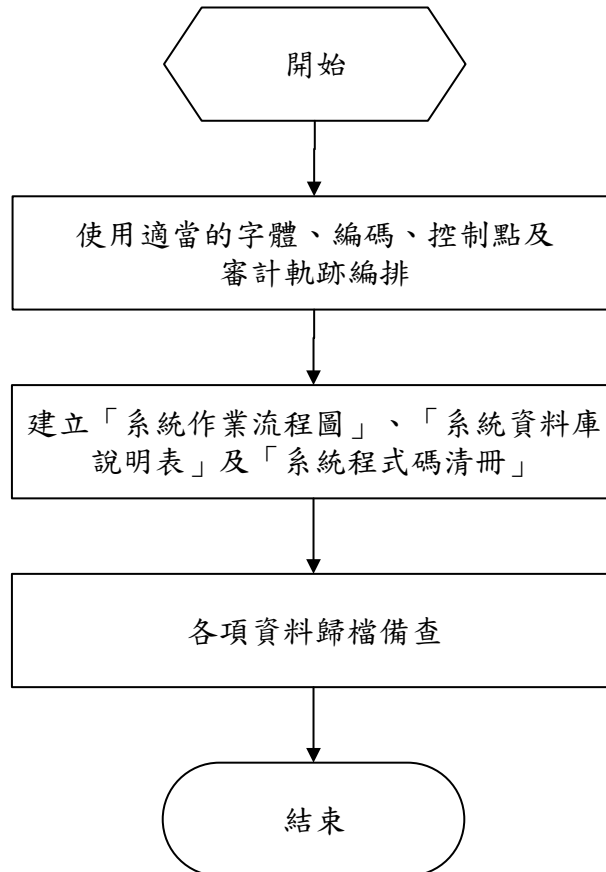 開始
使用適當的字體、編碼、控制點及
審計軌跡編排
建立「系統作業流程圖」、「系統資料庫
說明表」及「系統程式碼清冊」
各項資料歸檔備查
結束